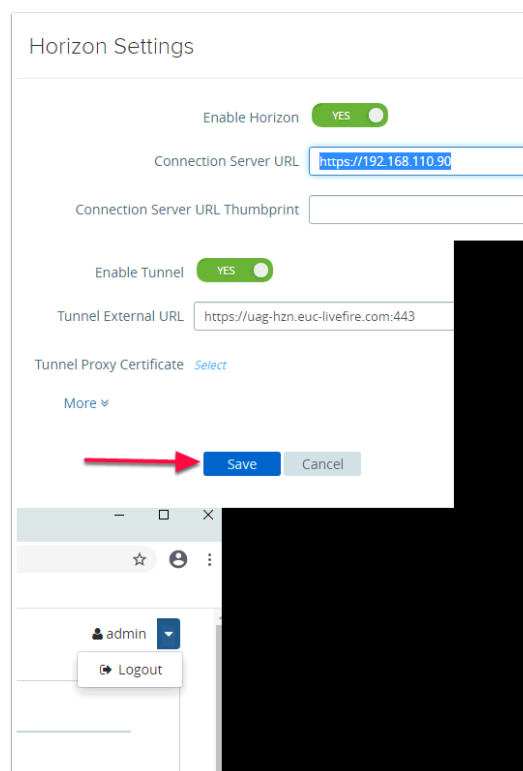 Horizon Settings
Enable Horizon YES
Connection Server URL https://192.168.110.90
Connection Server URL Thumbprint
Enable Tunnel YES
Tunnel External URL https://uag-hzn.euc-livefire.com:443
Tunnel Proxy Certificate Select
More
Save Cancel
admin
Logout